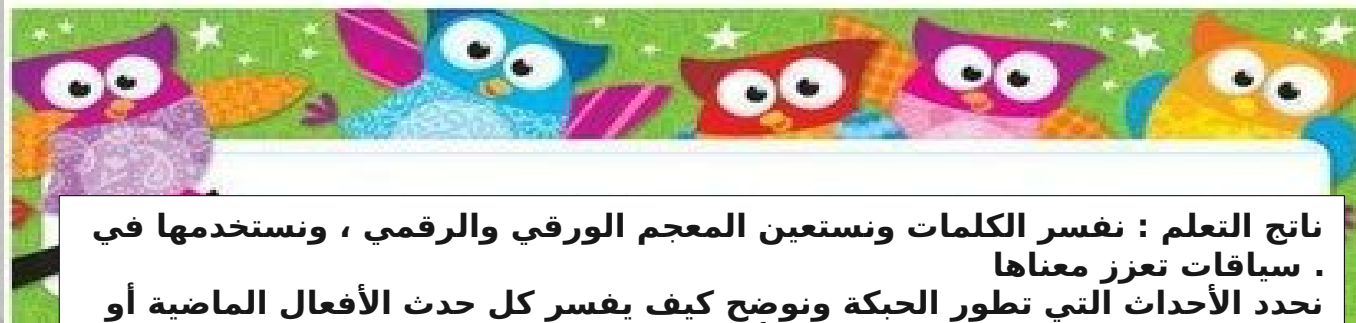 ناتج التعلم : نفسر الكلمات ونستعين المعجم الورقي والرقمي ، ونستخدمها في
سياقات تعزز معناها .
نحدد الأحداث التي تطور الحبكة ونوضح كيف يفسر كل حدث الأفعال الماضية أو